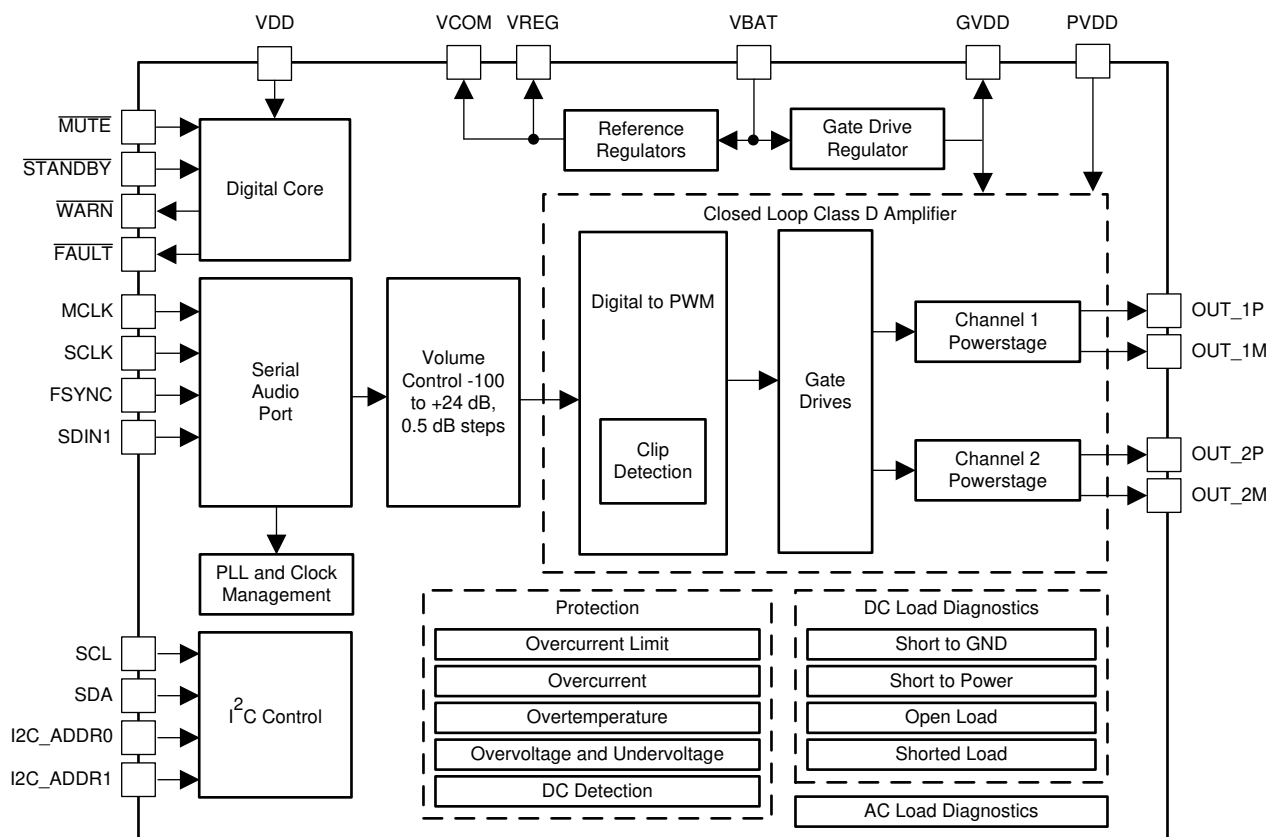 VDD
VCOM
VREG
VBAT
GVDD
PVDD
MUTE
STANDBY
WARN
FAULT
MCLK
SCLK
FSYNC
SDIN1
SCL
SDA
I2C_ADDR0
I2C_ADDR1
Digital Core
Serial
Audio
Port
PLL and Clock
Management
I²C Control
Volume
Control -100
to +24 dB,
0.5 dB steps
Reference
Regulators
Gate Drive
Regulator
Closed Loop Class D Amplifier
Digital to PWM
Clip
Detection
Gate
Drives
Channel 1
Powerstage
Channel 2
Powerstage
OUT_1P
OUT_1M
OUT_2P
OUT_2M
Protection
Overcurrent Limit
Overcurrent
Overtemperature
Overvoltage and Undervoltage
DC Detection
DC Load Diagnostics
Short to GND
Short to Power
Open Load
Shorted Load
AC Load Diagnostics